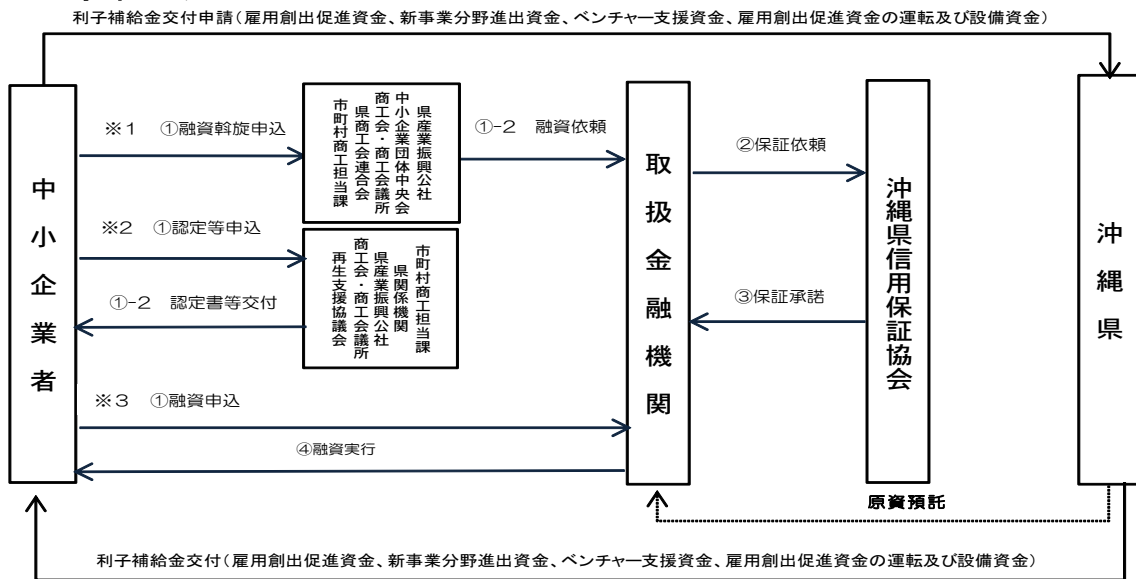 利子補給金交付申請(雇用創出促進資金、新事業分野進出資金、ベンチャー支援資金、雇用創出促進資金の運転及び設備資金)
中小企業者
※1 ①融資斡旋申込
県産業振興公社
中小企業団体中央会
商工会・商工会議所
県商工会連合会
市町村商工担当課
①-2 融資依頼
※2 ①認定等申込
①-2 認定書等交付
市町村商工担当課
県関係機関
県産業振興公社
商工会・商工会議所
再生支援協議会
※3 ①融資申込
④融資実行
取扱金融機関
②保証依頼
③保証承諾
沖縄県信用保証協会
沖縄県
原資預託
利子補給金交付(雇用創出促進資金、新事業分野進出資金、ベンチャー支援資金、雇用創出促進資金の運転及び設備資金)